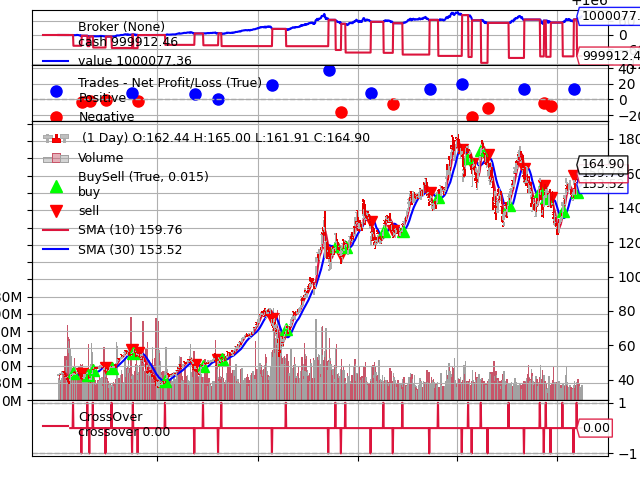 +1e6
Broker (None)
cash 999912.46
value 1000077.36
1000077.
0
999912.4
Trades - Net Profit/Loss (True)
Positive
Negative
40
20
0
−20
(1 Day) O:162.44 H:165.00 L:161.91 C:164.90
Volume
BuySell (True, 0.015)
buy
sell
SMA (10) 159.76
SMA (30) 153.52
180
164.90
153.52
140
120
100
80
60
40
0M
CrossOver
crossover 0.00
1
0.00
−1